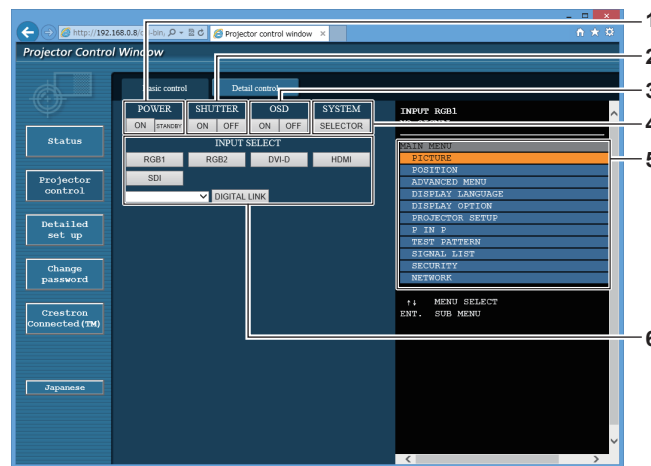 http://192.168.0.8/
Projector control window
Projector Control Window
Basic control
Detail control
1
2
3
4
5
6
POWER
ON
STANDBY
SHUTTER
ON
OFF
OSD
ON
OFF
SYSTEM
SELECTOR
INPUT SELECT
RGB1
RGB2
DVI-D
HDMI
SDI
DIGITAL LINK
Status
Projector
control
Detailed
set up
Change
password
Crestron
Connected(TM)
Japanese
INPUT RGB1
NO SIGNAL
MAIN MENU
PICTURE
POSITION
ADVANCED MENU
DISPLAY LANGUAGE
DISPLAY OPTION
PROJECTOR SETUP
P IN P
TEST PATTERN
SIGNAL LIST
SECURITY
NETWORK
↑↓ MENU SELECT
ENT. SUB MENU